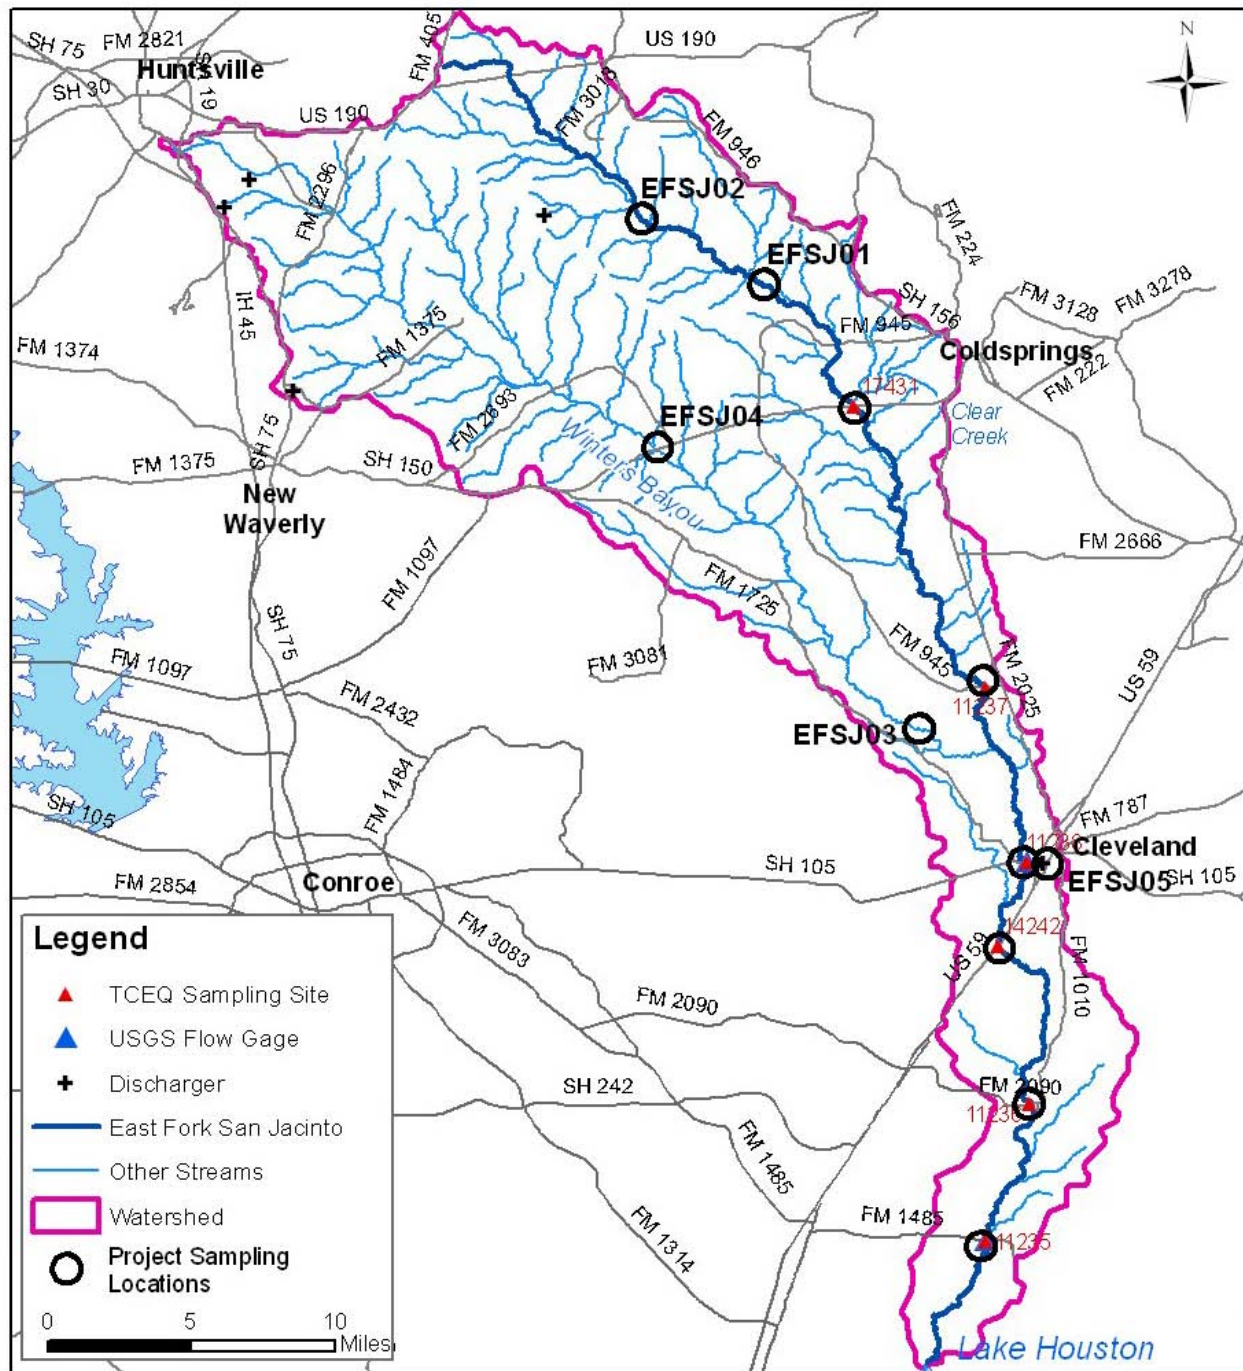 N
SH 75
FM 2821
Huntsville
SH 30
SH 19
US 190
FM 405
US 190
FM 3018
FM 946
FM 2296
EFSJ02
EFSJ01
FM 224
SH 156
FM 3128
FM 3278
FM 945
Coldsprings
FM 222
IH 45
FM 1374
FM 1375
17431
Clear
Creek
FM 2693
EFSJ04
Winters Bayou
SH 75
FM 1375
SH 150
New
Waverly
FM 1097
FM 2666
FM 1725
SH 75
FM 3081
FM 945
FM 2025
US 59
FM 1097
FM 2432
11237
EFSJ03
FM 1484
SH 105
FM 787
Cleveland
EFSJ05
SH 105
SH 105
FM 2854
Conroe
14242
US 59
FM 1010
FM 3083
FM 2090
FM 2090
SH 242
FM 1485
FM 1485
11235
FM 1314
Lake Houston
Legend
TCEQ Sampling Site
USGS Flow Gage
Discharger
East Fork San Jacinto
Other Streams
Watershed
Project Sampling
Locations
0 5 10
Miles